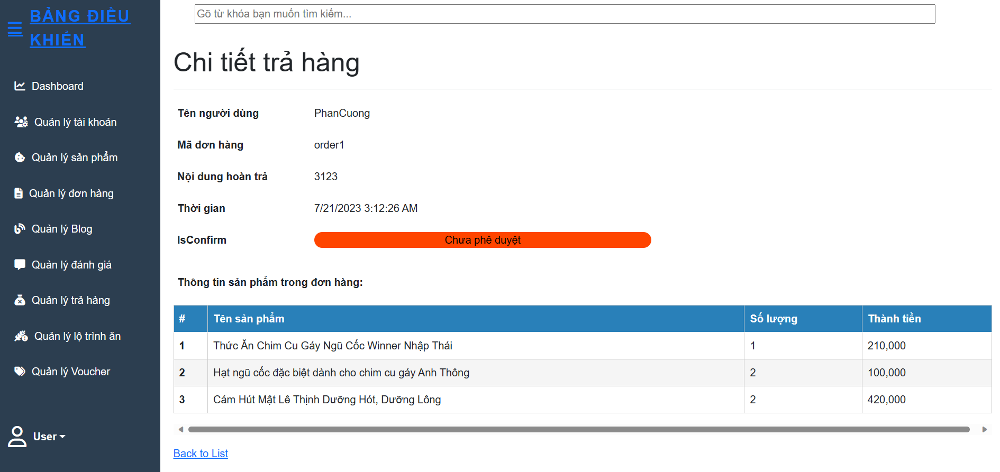 BẢNG ĐIỀU
KHIỂN
Dashboard
Quản lý tài khoản
Quản lý sản phẩm
Quản lý đơn hàng
Quản lý Blog
Quản lý đánh giá
Quản lý trả hàng
Quản lý lộ trình ăn
Quản lý Voucher
User
Gõ từ khóa bạn muốn tìm kiếm...
Chi tiết trả hàng
Tên người dùng PhanCuong
Mã đơn hàng order1
Nội dung hoàn trả 3123
Thời gian 7/21/2023 3:12:26 AM
IsConfirm Chưa phê duyệt
Thông tin sản phẩm trong đơn hàng:
# Tên sản phẩm Số lượng Thành tiền
1 Thức Ăn Chim Cu Gáy Ngũ Cốc Winner Nhập Thái 1 210,000
2 Hạt ngũ cốc đặc biệt dành cho chim cu gáy Anh Thông 2 100,000
3 Cám Hút Mật Lê Thịnh Dưỡng Hót, Dưỡng Lông 2 420,000
Back to List